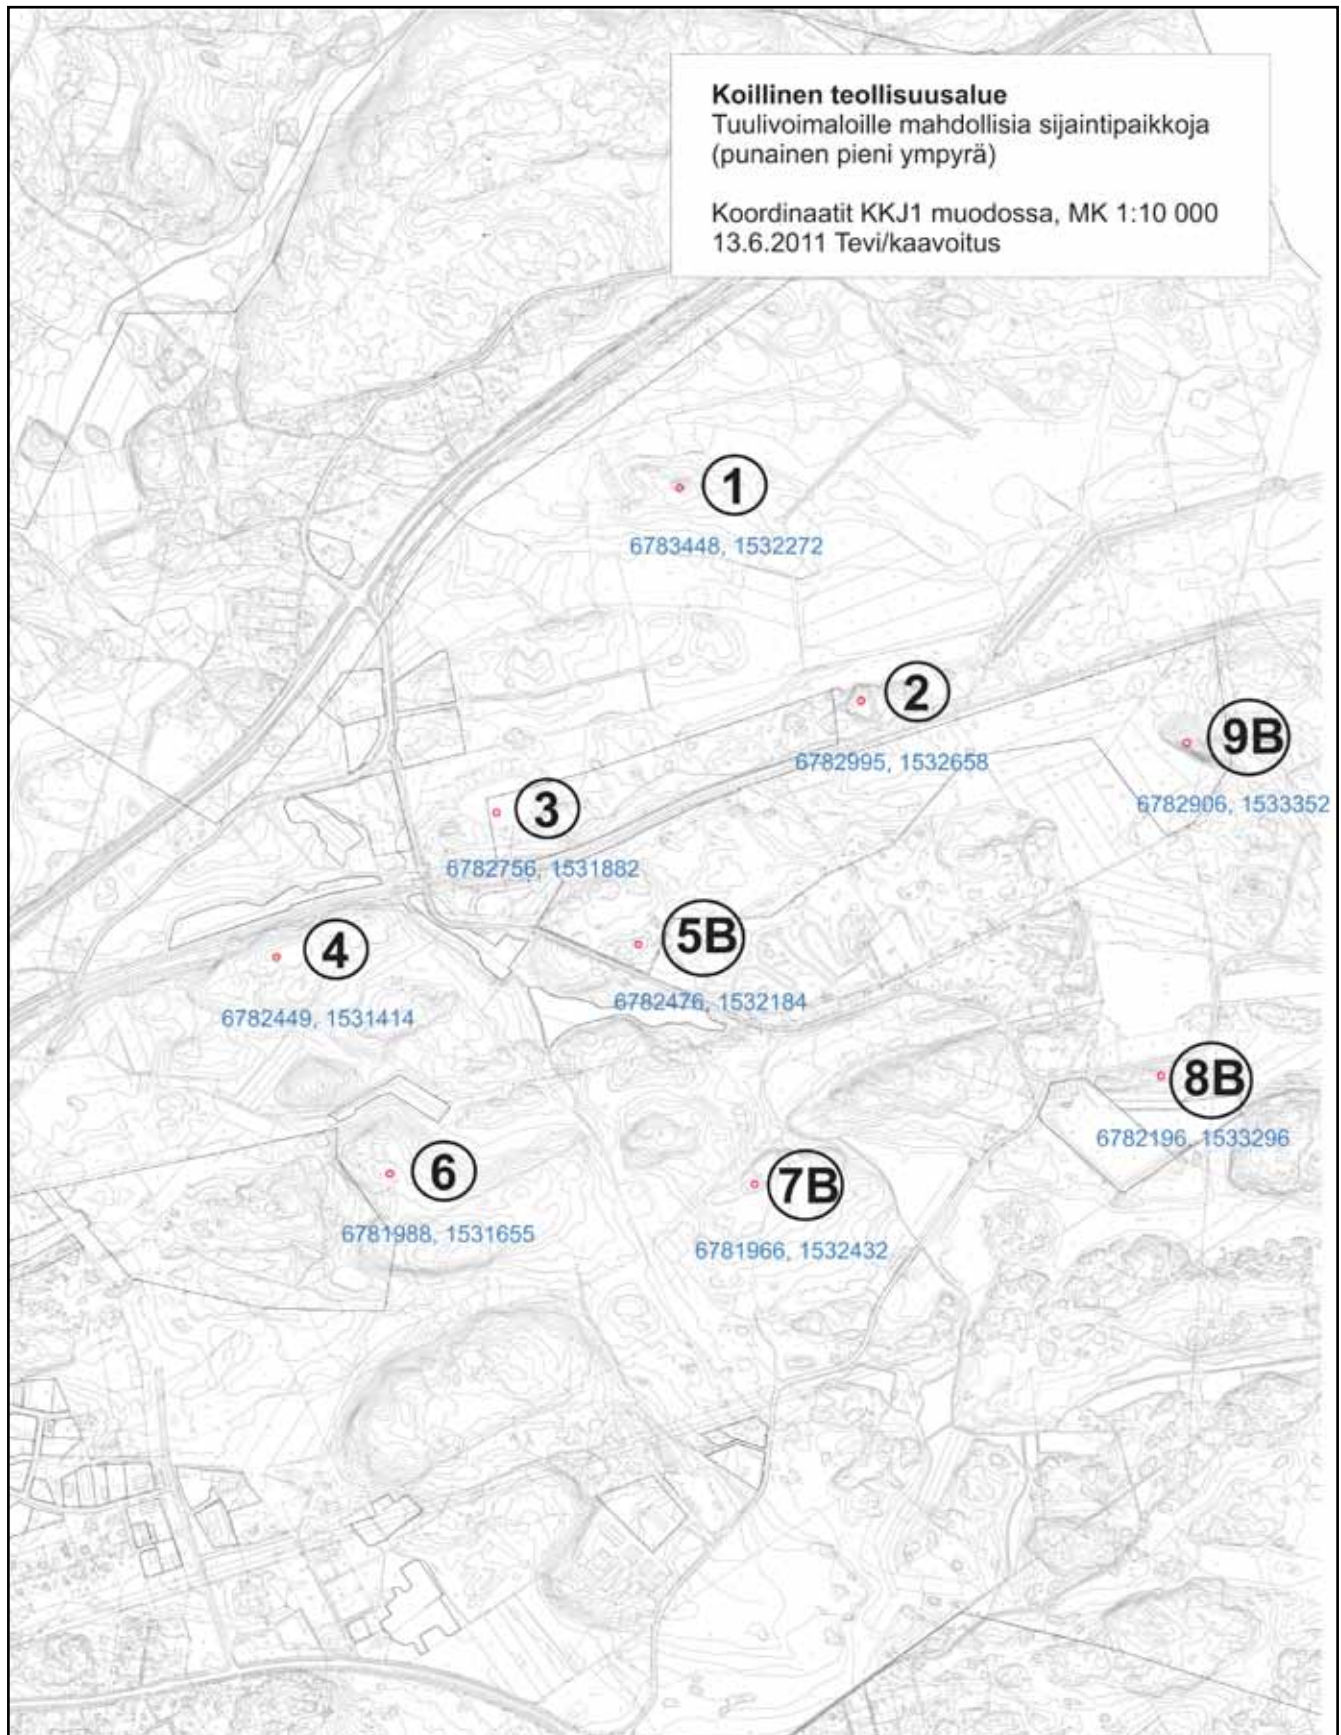 Koillinen teollisuusalue
Tuulivoimaloille mahdollisia sijaintipaikkoja
(punainen pieni ympyrä)
Koordinaatit KKJ1 muodossa, MK 1:10 000
13.6.2011 Tevi/kaavoitus
1
6783448, 1532272
2
6782995, 1532658
9B
6782906, 1533352
3
6782756, 1531882
5B
6782476, 1532184
4
6782449, 1531414
8B
6782196, 1533296
6
6781988, 1531655
7B
6781966, 1532432